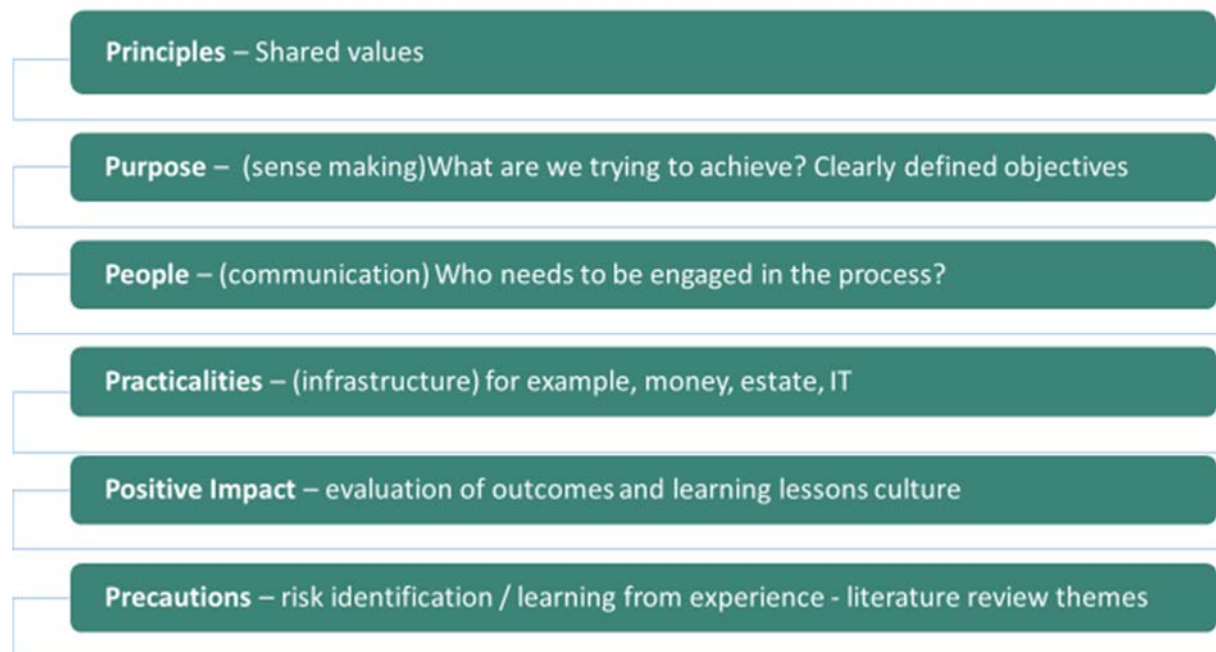 Principles – Shared values
Purpose – (sense making)What are we trying to achieve? Clearly defined objectives
People – (communication) Who needs to be engaged in the process?
Practicalities – (infrastructure) for example, money, estate, IT
Positive Impact – evaluation of outcomes and learning lessons culture
Precautions – risk identification / learning from experience - literature review themes